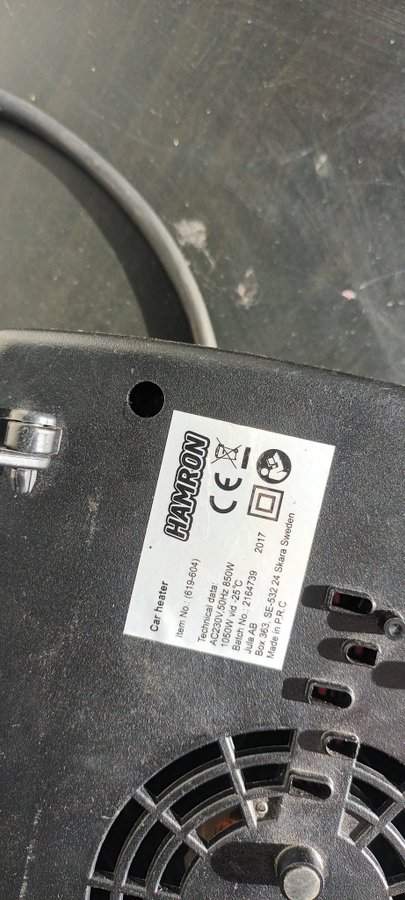 HAMRON
CE
Car heater
Item No.: (619-604)
Technical data:
AC230V,50Hz 850W
1050W vid -25°C
Batch No.: 2164739 2017
Jula AB
Box 363, SE-532 24 Skara Sweden
Made in P.R.C